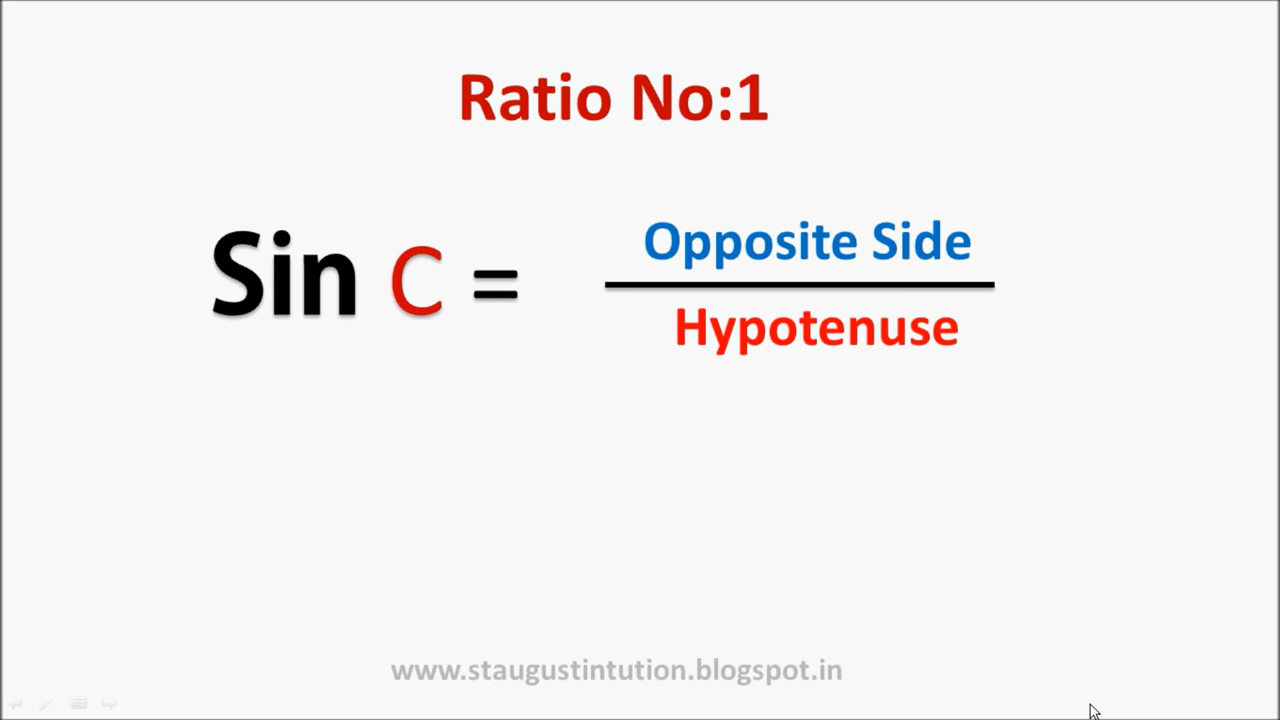 Ratio No:1
Sin C =
Opposite Side
Hypotenuse
www.staugustintution.blogspot.in